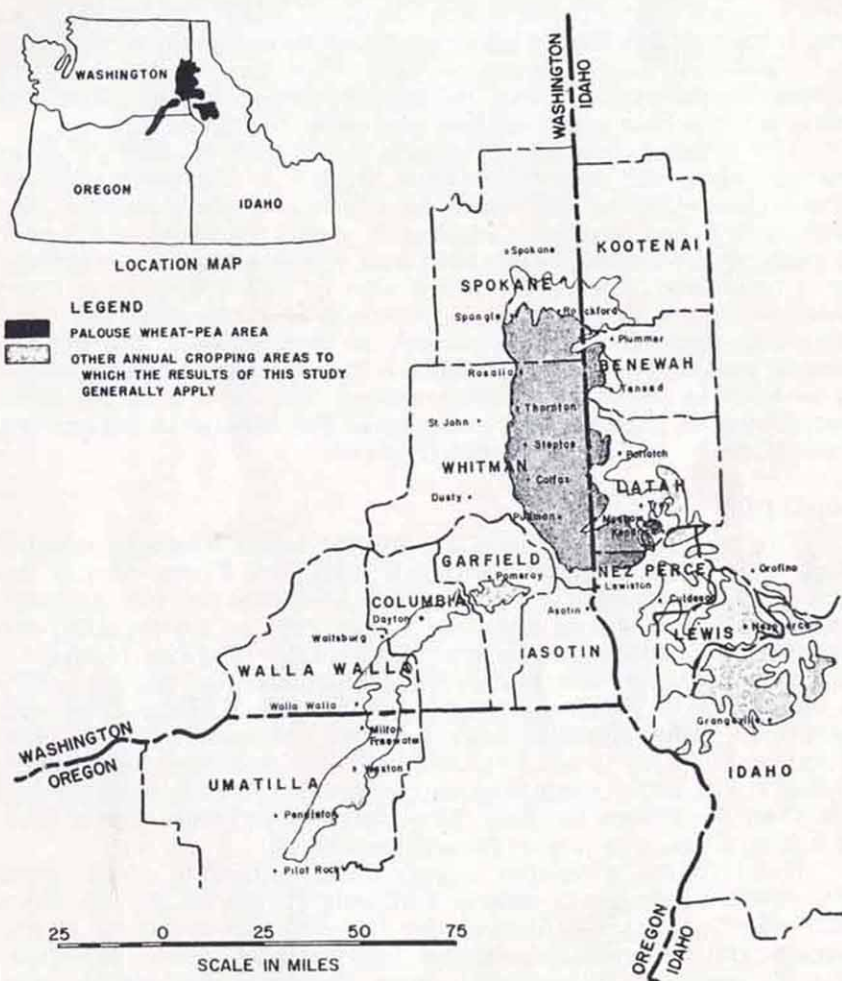 WASHINGTON
OREGON
IDAHO
LOCATION MAP
LEGEND
PALOUSE WHEAT-PEA AREA
OTHER ANNUAL CROPPING AREAS TO
WHICH THE RESULTS OF THIS STUDY
GENERALLY APPLY
WASHINGTON
IDAHO
Spokane
KOOTENAI
SPOKANE
Spangle
Rockford
Plummer
BENEWAH
Rosalia
Tensed
Thornton
St John
Steptoe
Potlatch
WHITMAN
Colfax
LATAH
Dusty
Pullman
Moscow
GARFIELD
Pomeroy
NEZ PERCE
Orofino
Lewiston
Culdesac
COLUMBIA
Dayton
Asotin
LEWIS
Nezperce
Waitsburg
IASOTIN
WALLA WALLA
Walla Walla
Grangeville
WASHINGTON
OREGON
Milton
Freewater
IDAHO
UMATILLA
Weston
Pendleton
Pilot Rock
25 0 25 50 75
SCALE IN MILES
OREGON
IDAHO